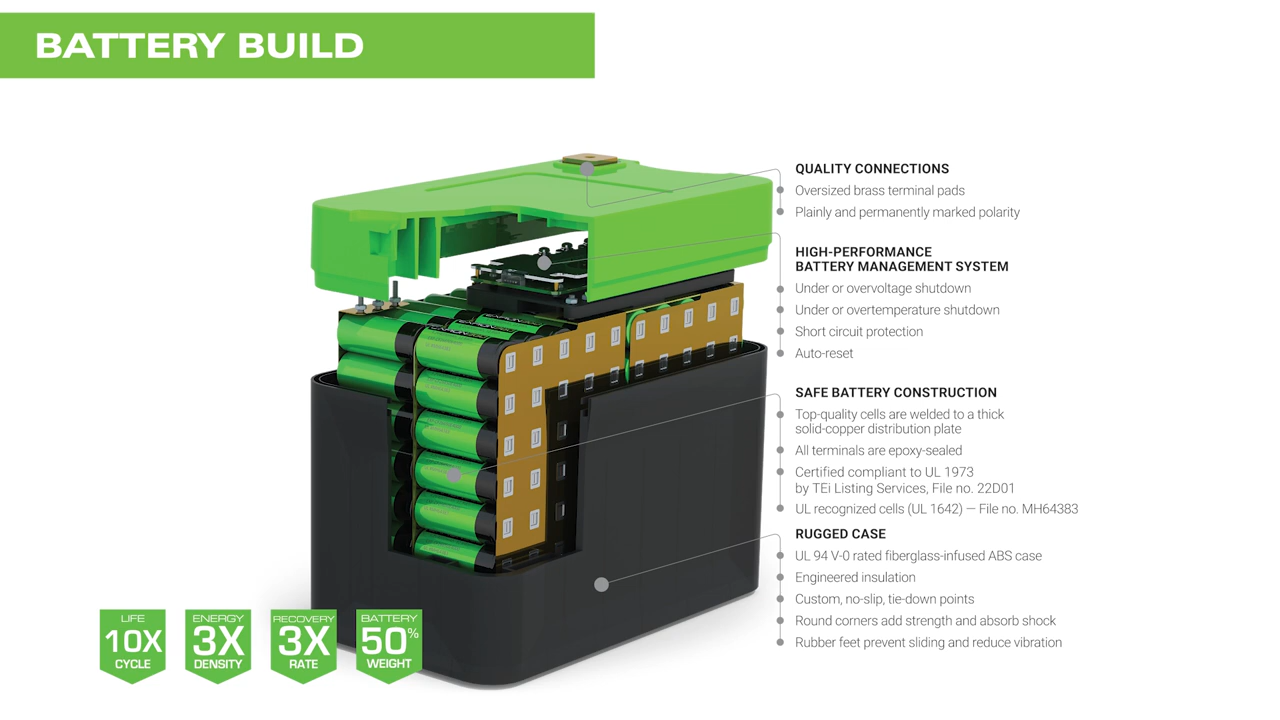 BATTERY BUILD
QUALITY CONNECTIONS
Oversized brass terminal pads
Plainly and permanently marked polarity
HIGH-PERFORMANCE
BATTERY MANAGEMENT SYSTEM
Under or overvoltage shutdown
Under or overtemperature shutdown
Short circuit protection
Auto-reset
SAFE BATTERY CONSTRUCTION
Top-quality cells are welded to a thick
solid-copper distribution plate
All terminals are epoxy-sealed
Certified compliant to UL 1973
by TEi Listing Services, File no. 22D01
UL recognized cells (UL 1642) — File no. MH64383
RUGGED CASE
UL 94 V-0 rated fiberglass-infused ABS case
Engineered insulation
Custom, no-slip, tie-down points
Round corners add strength and absorb shock
Rubber feet prevent sliding and reduce vibration
LIFE
10X
CYCLE
ENERGY
3X
DENSITY
RECOVERY
3X
RATE
BATTERY
50%
WEIGHT